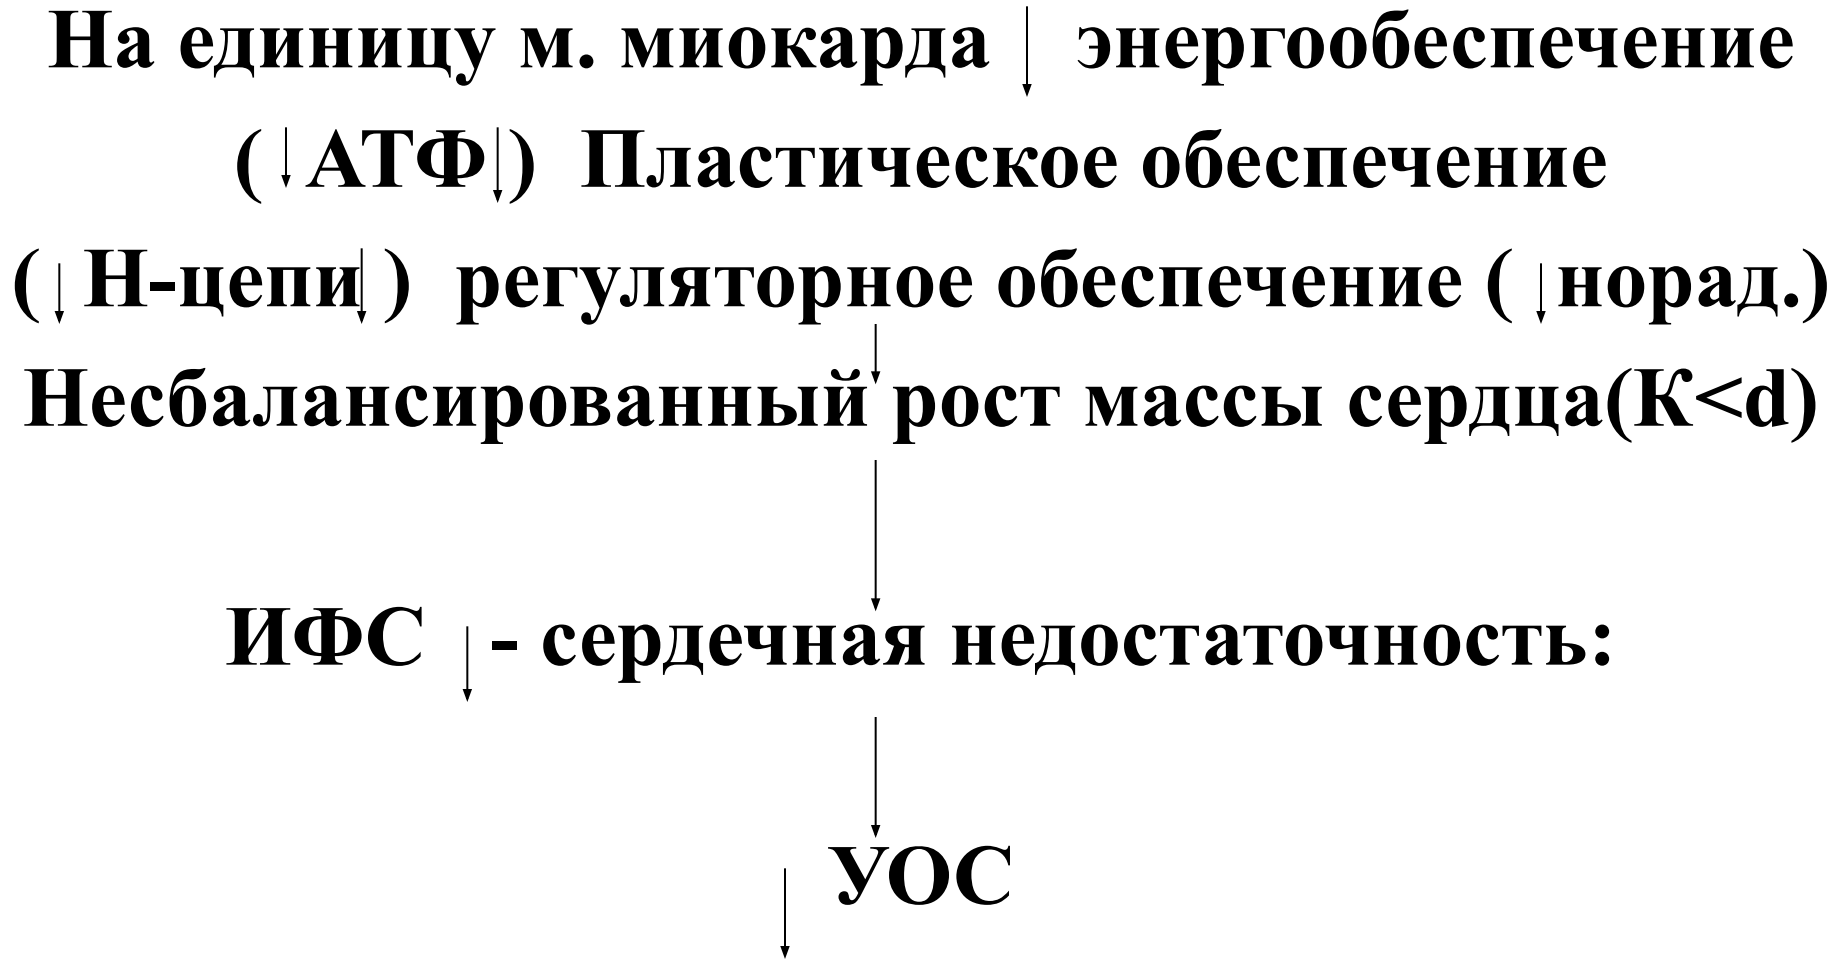 На единицу м. миокарда ↓ энергообеспечение
(↓АТФ↓) Пластическое обеспечение
(↓Н-цепи↓) регуляторное обеспечение (↓норад.)
Несбалансированный рост массы сердца(К<d)
ИФС ↓ - сердечная недостаточность:
↓ УОС